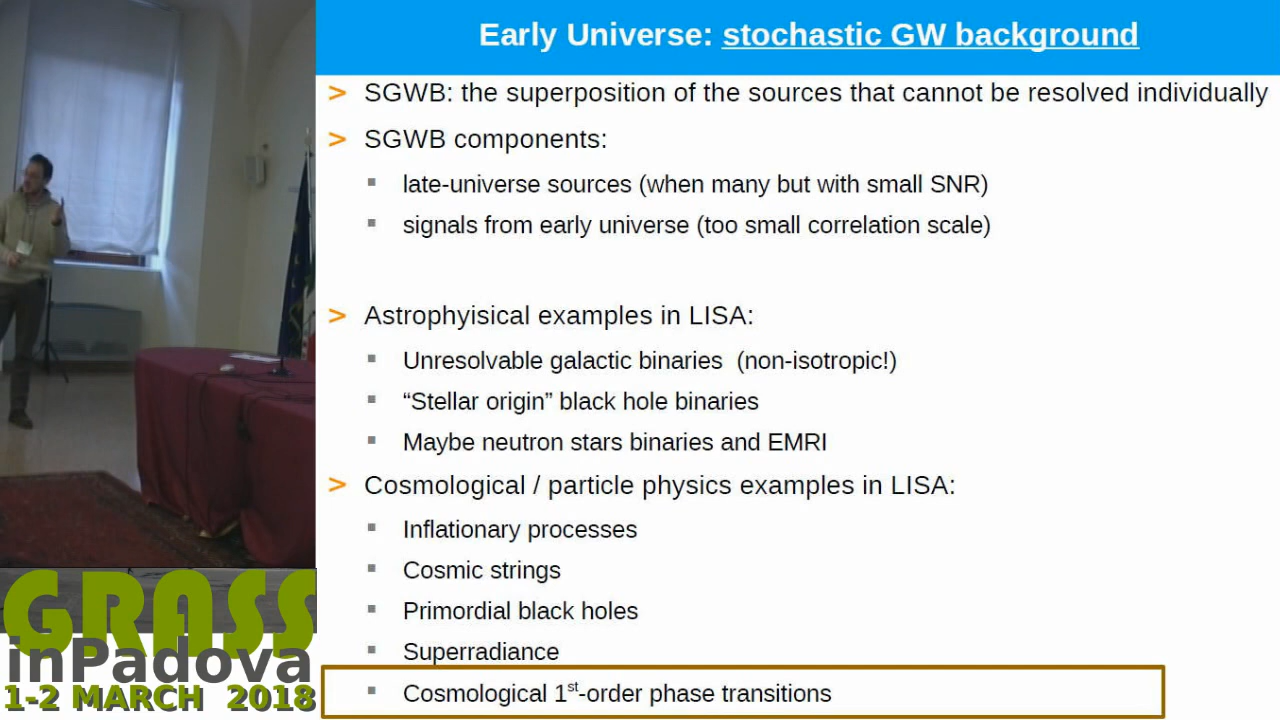 Early Universe: stochastic GW background
> SGWB: the superposition of the sources that cannot be resolved individually
> SGWB components:
▪ late-universe sources (when many but with small SNR)
▪ signals from early universe (too small correlation scale)
> Astrophyisical examples in LISA:
▪ Unresolvable galactic binaries (non-isotropic!)
▪ “Stellar origin” black hole binaries
▪ Maybe neutron stars binaries and EMRI
> Cosmological / particle physics examples in LISA:
▪ Inflationary processes
▪ Cosmic strings
▪ Primordial black holes
▪ Superradiance
▪ Cosmological 1st-order phase transitions
GRASS
inPadova
1-2 MARCH 2018